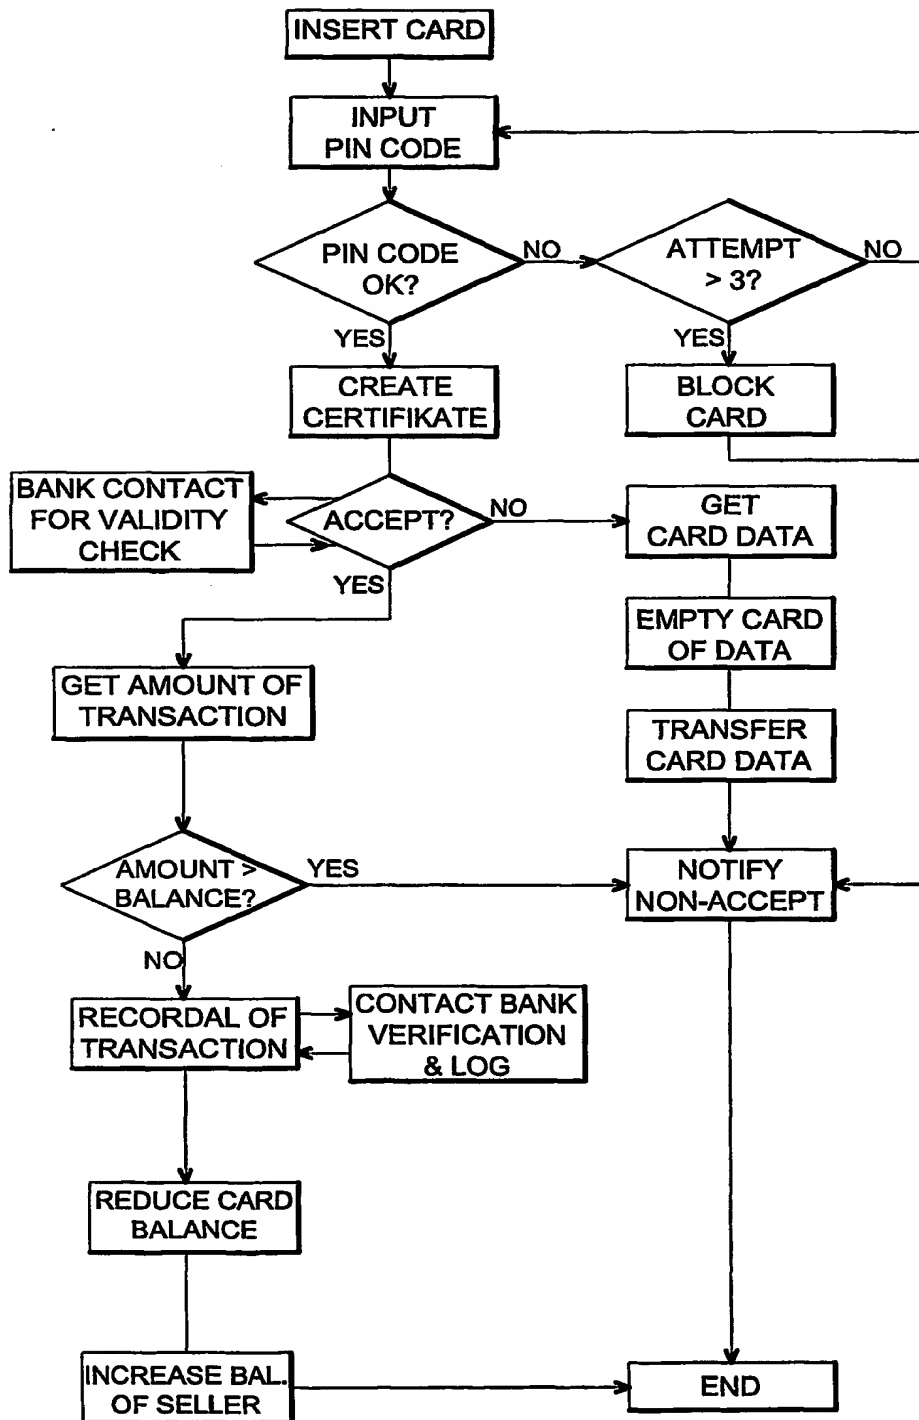 INSERT CARD
INPUT
PIN CODE
PIN CODE
OK?
NO
ATTEMPT
> 3?
NO
YES
YES
CREATE
CERTIFIKATE
BLOCK
CARD
BANK CONTACT
FOR VALIDITY
CHECK
ACCEPT?
NO
GET
CARD DATA
YES
EMPTY CARD
OF DATA
GET AMOUNT OF
TRANSACTION
TRANSFER
CARD DATA
AMOUNT >
BALANCE?
YES
NOTIFY
NON-ACCEPT
NO
RECORDAL OF
TRANSACTION
CONTACT BANK
VERIFICATION
& LOG
REDUCE CARD
BALANCE
INCREASE BAL.
OF SELLER
END